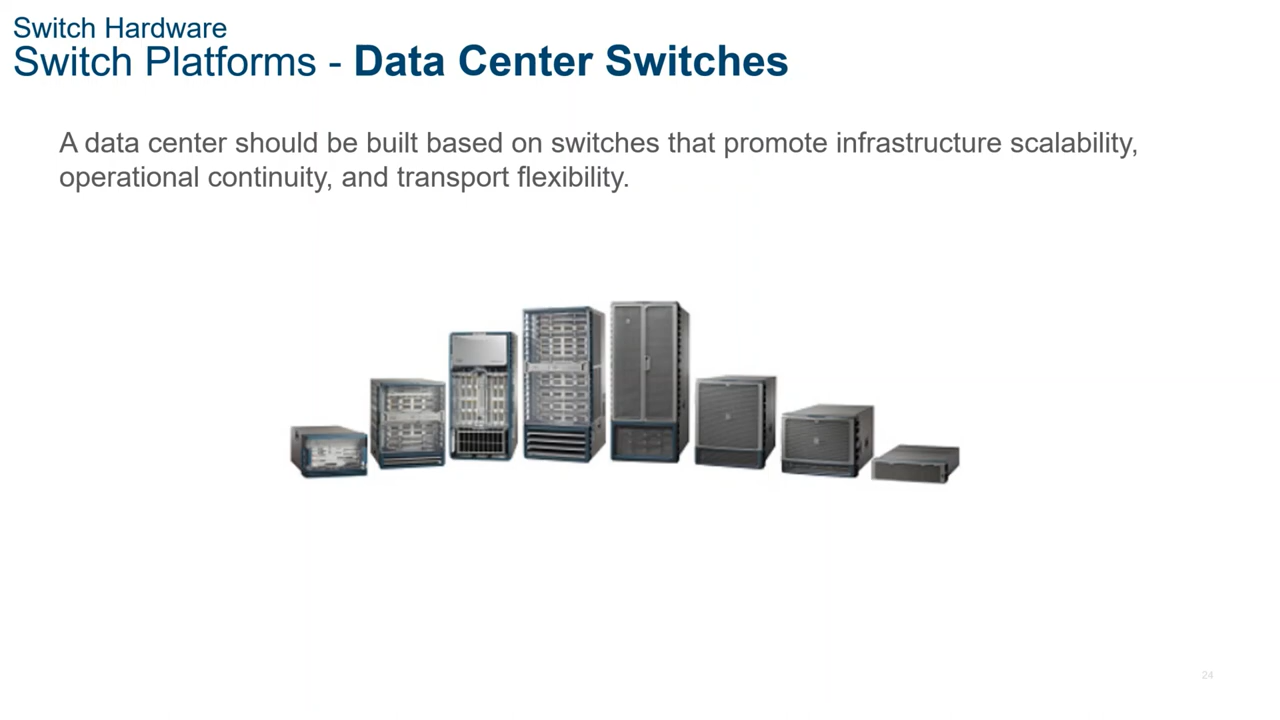 Switch Hardware
Switch Platforms - Data Center Switches
A data center should be built based on switches that promote infrastructure scalability,
operational continuity, and transport flexibility.
24